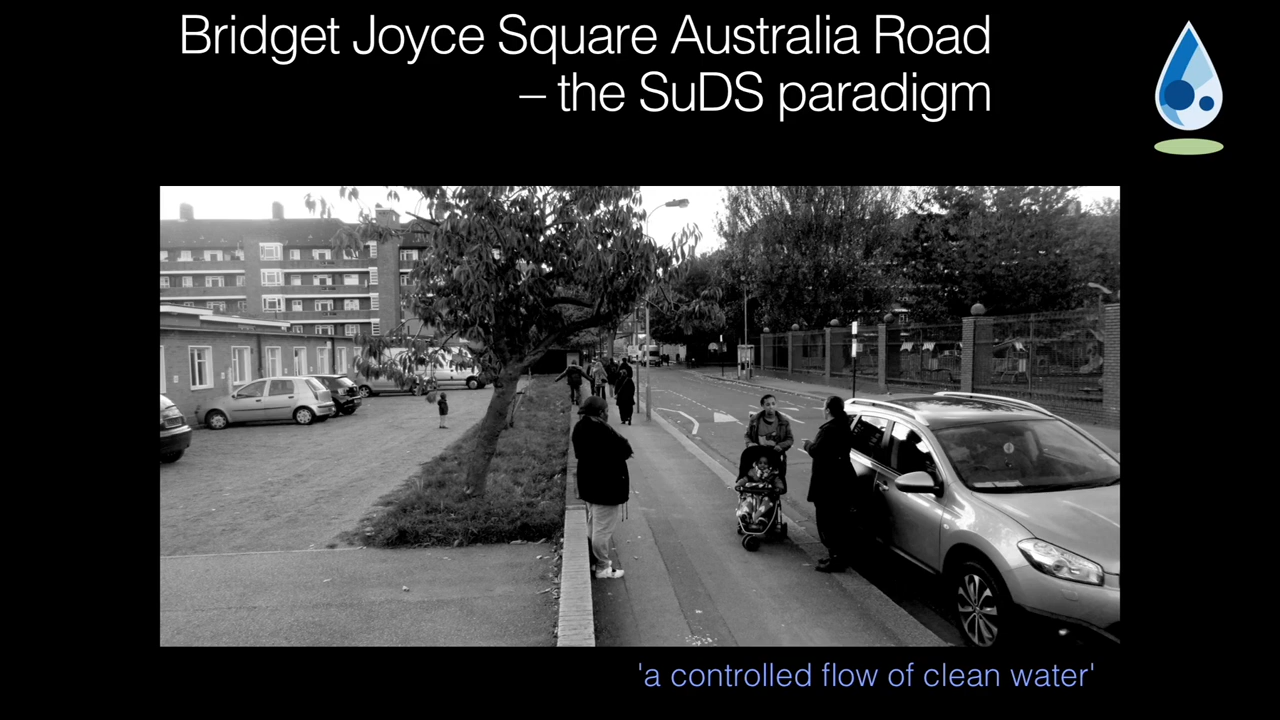 Bridget Joyce Square Australia Road
– the SuDS paradigm
'a controlled flow of clean water'